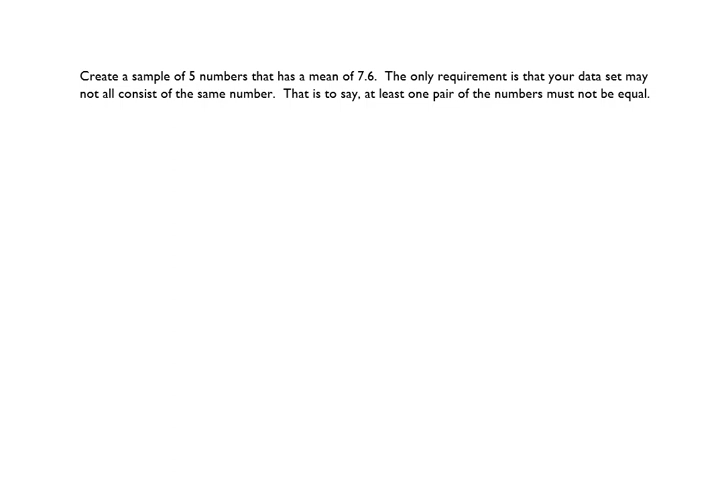 Create a sample of 5 numbers that has a mean of 7.6.  The only requirement is that your data set may
not all consist of the same number.  That is to say, at least one pair of the numbers must not be equal.